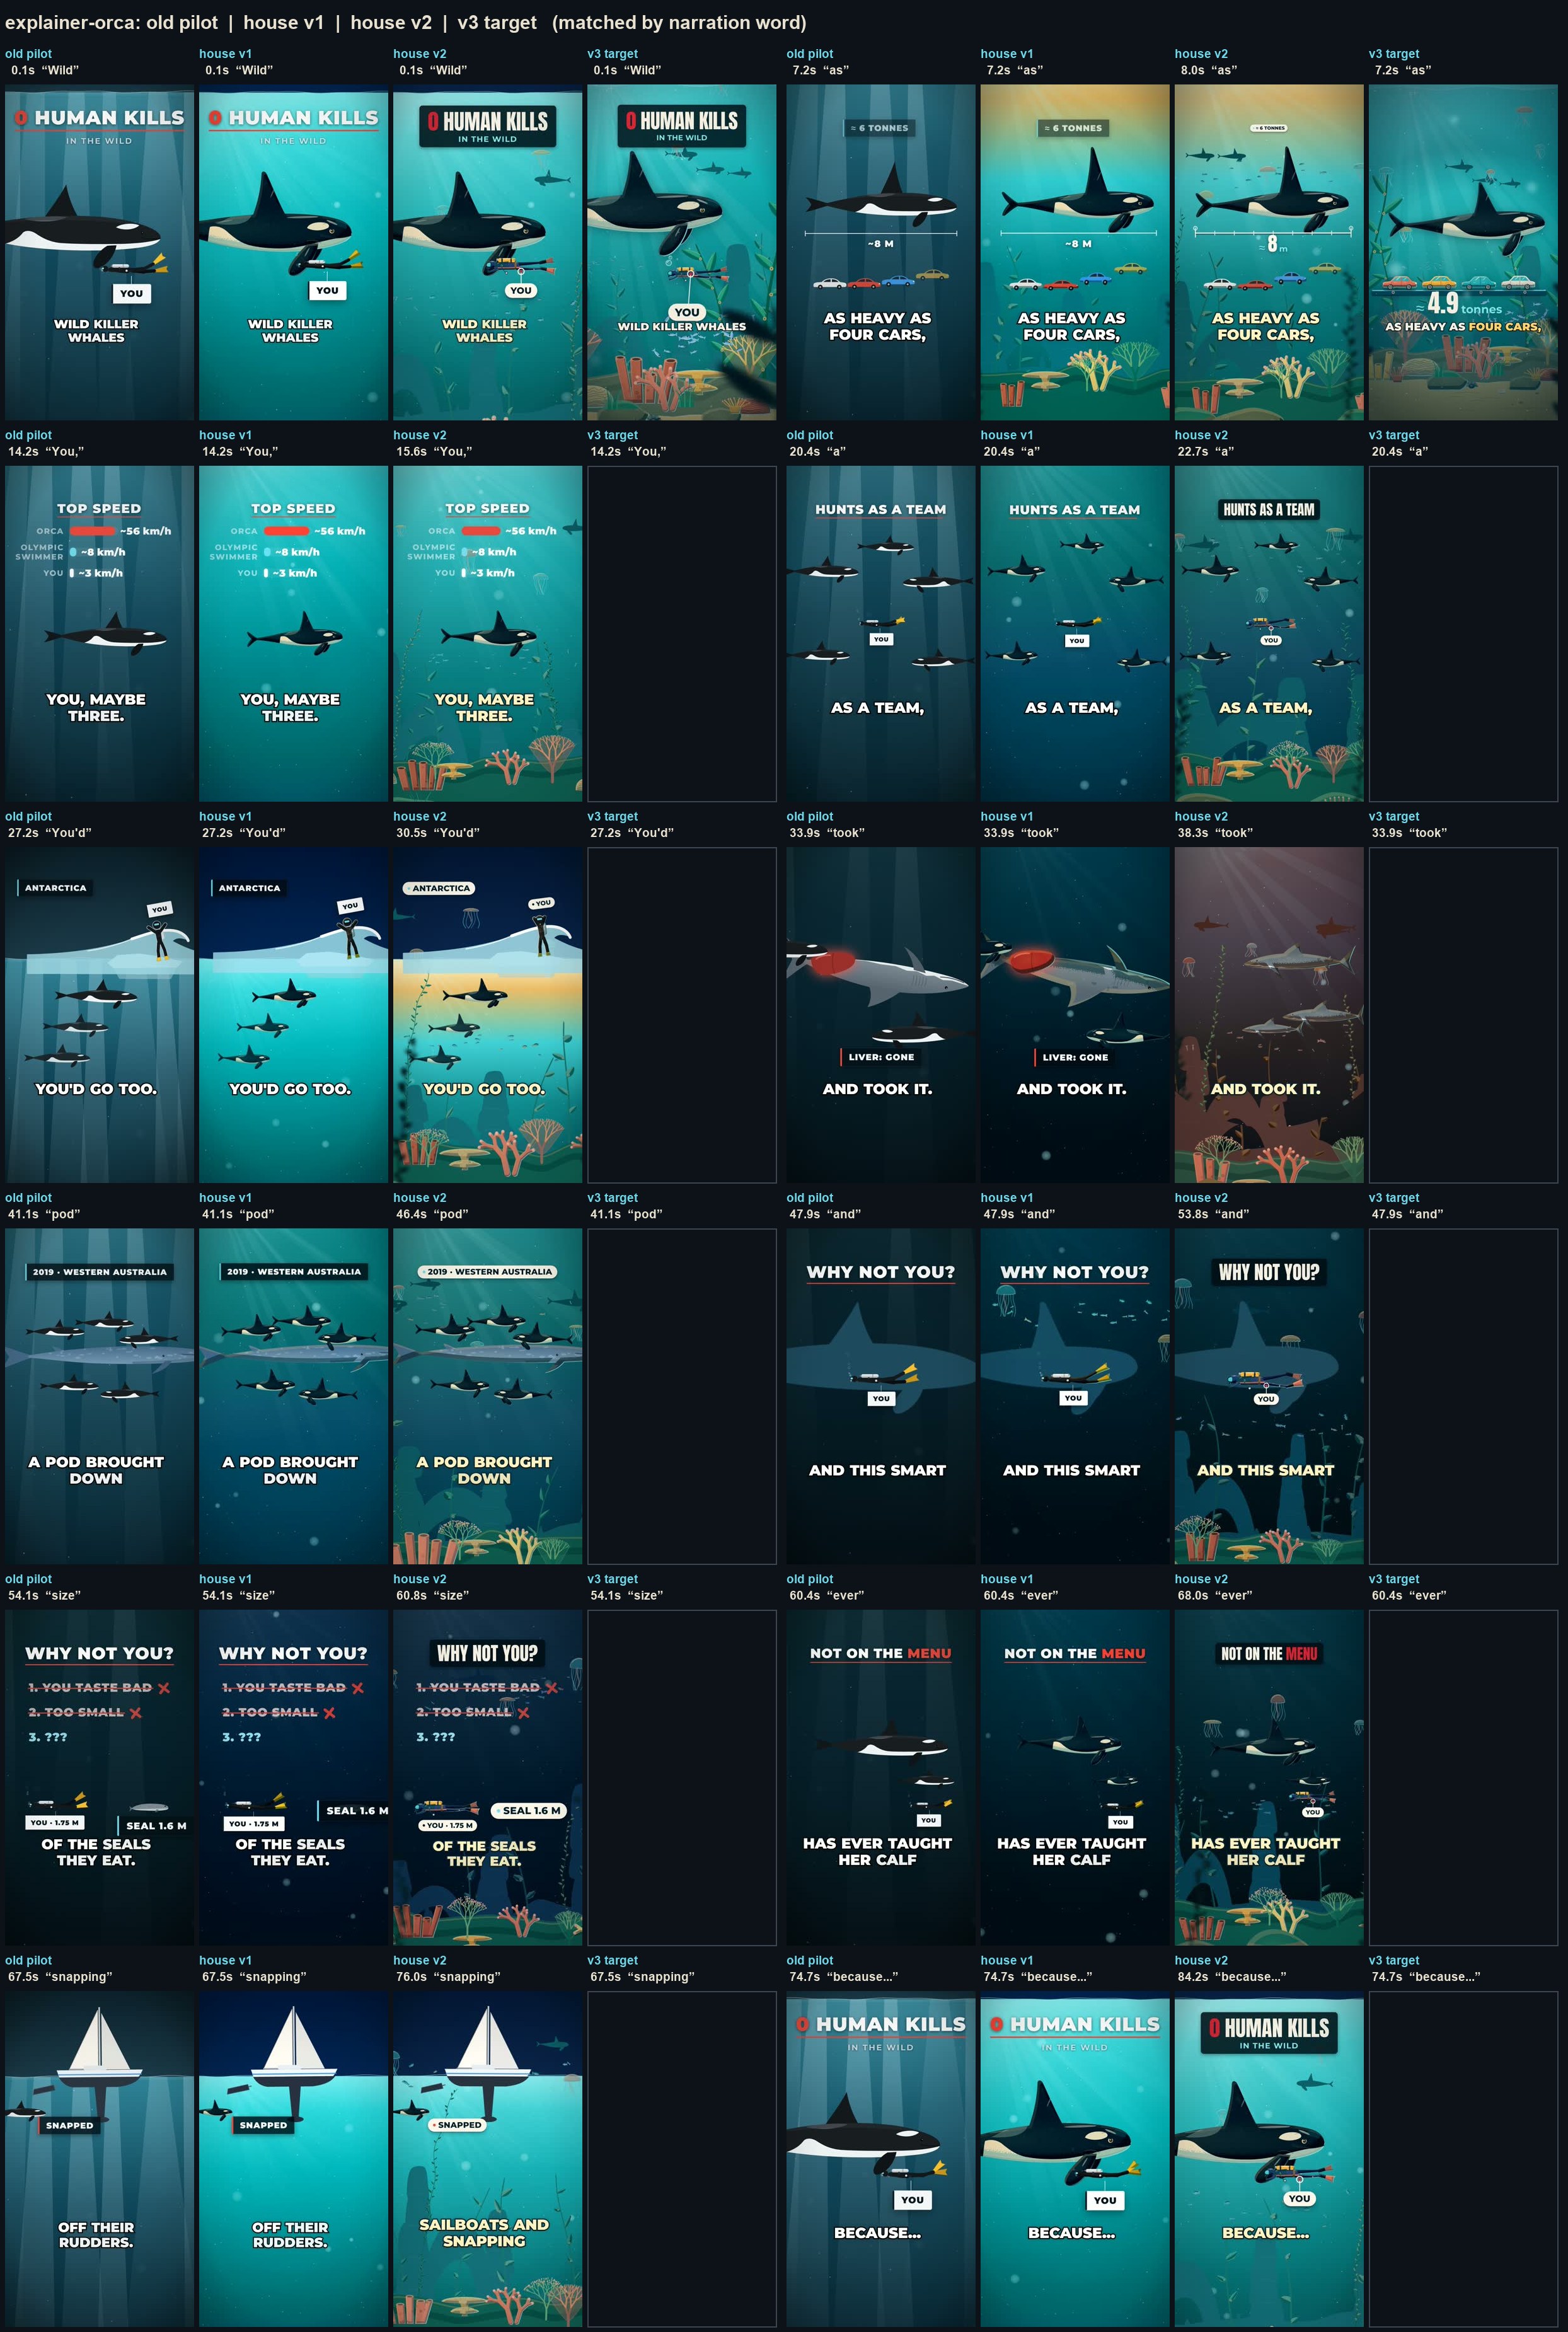 explainer-orca: old pilot | house v1 | house v2 | v3 target (matched by narration word)
old pilot
0.1s “Wild”
0 HUMAN KILLS
IN THE WILD
YOU
WILD KILLER
WHALES
house v1
0.1s “Wild”
0 HUMAN KILLS
IN THE WILD
YOU
WILD KILLER
WHALES
house v2
0.1s “Wild”
0 HUMAN KILLS
IN THE WILD
YOU
WILD KILLER
WHALES
v3 target
0.1s “Wild”
0 HUMAN KILLS
IN THE WILD
YOU
WILD KILLER WHALES
old pilot
7.2s “as”
≈ 6 TONNES
~8 M
AS HEAVY AS
FOUR CARS,
house v1
7.2s “as”
≈ 6 TONNES
~8 M
AS HEAVY AS
FOUR CARS,
house v2
8.0s “as”
≈ 6 TONNES
≈ 8 m
AS HEAVY AS
FOUR CARS,
v3 target
7.2s “as”
≈ 4.9 tonnes
AS HEAVY AS FOUR CARS,
old pilot
14.2s “You,”
TOP SPEED
ORCA ~56 km/h
OLYMPIC
SWIMMER ~8 km/h
YOU ~3 km/h
YOU, MAYBE
THREE.
house v1
14.2s “You,”
TOP SPEED
ORCA ~56 km/h
OLYMPIC
SWIMMER ~8 km/h
YOU ~3 km/h
YOU, MAYBE
THREE.
house v2
15.6s “You,”
TOP SPEED
ORCA ~56 km/h
OLYMPIC
SWIMMER ~8 km/h
YOU ~3 km/h
YOU, MAYBE
THREE.
v3 target
14.2s “You,”
old pilot
20.4s “a”
HUNTS AS A TEAM
YOU
AS A TEAM,
house v1
20.4s “a”
HUNTS AS A TEAM
YOU
AS A TEAM,
house v2
22.7s “a”
HUNTS AS A TEAM
YOU
AS A TEAM,
v3 target
20.4s “a”
old pilot
27.2s “You'd”
ANTARCTICA
YOU
YOU'D GO TOO.
house v1
27.2s “You'd”
ANTARCTICA
YOU
YOU'D GO TOO.
house v2
30.5s “You'd”
ANTARCTICA
YOU
YOU'D GO TOO.
v3 target
27.2s “You'd”
old pilot
33.9s “took”
LIVER: GONE
AND TOOK IT.
house v1
33.9s “took”
LIVER: GONE
AND TOOK IT.
house v2
38.3s “took”
AND TOOK IT.
v3 target
33.9s “took”
old pilot
41.1s “pod”
2019 · WESTERN AUSTRALIA
A POD BROUGHT
DOWN
house v1
41.1s “pod”
2019 · WESTERN AUSTRALIA
A POD BROUGHT
DOWN
house v2
46.4s “pod”
2019 · WESTERN AUSTRALIA
A POD BROUGHT
DOWN
v3 target
41.1s “pod”
old pilot
47.9s “and”
WHY NOT YOU?
YOU
AND THIS SMART
house v1
47.9s “and”
WHY NOT YOU?
YOU
AND THIS SMART
house v2
53.8s “and”
WHY NOT YOU?
YOU
AND THIS SMART
v3 target
47.9s “and”
old pilot
54.1s “size”
WHY NOT YOU?
1. YOU TASTE BAD
2. TOO SMALL
3. ???
YOU · 1.75 M
SEAL 1.6 M
OF THE SEALS
THEY EAT.
house v1
54.1s “size”
WHY NOT YOU?
1. YOU TASTE BAD
2. TOO SMALL
3. ???
YOU · 1.75 M
SEAL 1.6 M
OF THE SEALS
THEY EAT.
house v2
60.8s “size”
WHY NOT YOU?
1. YOU TASTE BAD
2. TOO SMALL
3. ???
YOU · 1.75 M
SEAL 1.6 M
OF THE SEALS
THEY EAT.
v3 target
54.1s “size”
old pilot
60.4s “ever”
NOT ON THE MENU
YOU
HAS EVER TAUGHT
HER CALF
house v1
60.4s “ever”
NOT ON THE MENU
YOU
HAS EVER TAUGHT
HER CALF
house v2
68.0s “ever”
NOT ON THE MENU
YOU
HAS EVER TAUGHT
HER CALF
v3 target
60.4s “ever”
old pilot
67.5s “snapping”
SNAPPED
OFF THEIR
RUDDERS.
house v1
67.5s “snapping”
SNAPPED
OFF THEIR
RUDDERS.
house v2
76.0s “snapping”
SNAPPED
SAILBOATS AND
SNAPPING
v3 target
67.5s “snapping”
old pilot
74.7s “because...”
0 HUMAN KILLS
IN THE WILD
YOU
BECAUSE...
house v1
74.7s “because...”
0 HUMAN KILLS
IN THE WILD
YOU
BECAUSE...
house v2
84.2s “because...”
0 HUMAN KILLS
IN THE WILD
YOU
BECAUSE...
v3 target
74.7s “because...”